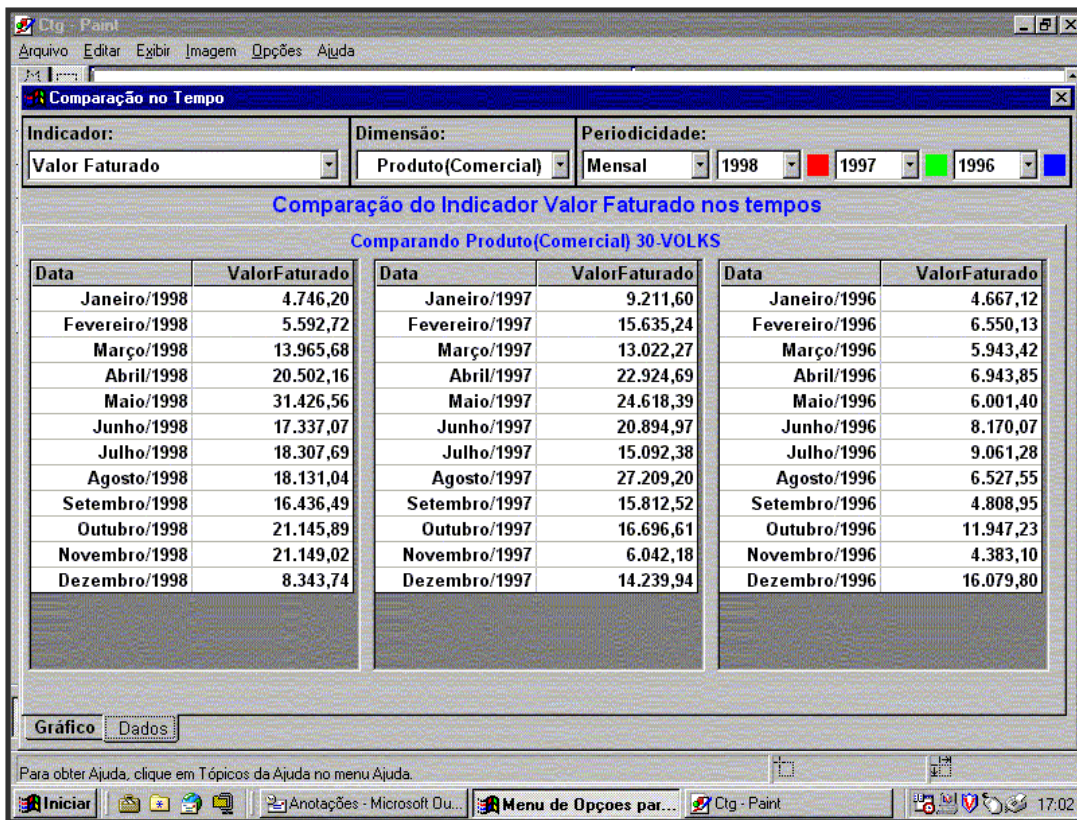 Ctg - Paint
Arquivo Editar Exibir Imagem Opções Ajuda
Comparação no Tempo
Indicador: Dimensão: Periodicidade:
Valor Faturado Produto(Comercial) Mensal 1998 1997 1996
Comparação do Indicador Valor Faturado nos tempos
Comparando Produto(Comercial) 30-VOLKS
Data ValorFaturado Data ValorFaturado Data ValorFaturado
Janeiro/1998 4.746,20 Janeiro/1997 9.211,60 Janeiro/1996 4.667,12
Fevereiro/1998 5.592,72 Fevereiro/1997 15.635,24 Fevereiro/1996 6.550,13
Março/1998 13.965,68 Março/1997 13.022,27 Março/1996 5.943,42
Abril/1998 20.502,16 Abril/1997 22.924,69 Abril/1996 6.943,85
Maio/1998 31.426,56 Maio/1997 24.618,39 Maio/1996 6.001,40
Junho/1998 17.337,07 Junho/1997 20.894,97 Junho/1996 8.170,07
Julho/1998 18.307,69 Julho/1997 15.092,38 Julho/1996 9.061,28
Agosto/1998 18.131,04 Agosto/1997 27.209,20 Agosto/1996 6.527,55
Setembro/1998 16.436,49 Setembro/1997 15.812,52 Setembro/1996 4.808,95
Outubro/1998 21.145,89 Outubro/1997 16.696,61 Outubro/1996 11.947,23
Novembro/1998 21.149,02 Novembro/1997 6.042,18 Novembro/1996 4.383,10
Dezembro/1998 8.343,74 Dezembro/1997 14.239,94 Dezembro/1996 16.079,80
Gráfico Dados
Para obter Ajuda, clique em Tópicos da Ajuda no menu Ajuda.
Iniciar Anotações - Microsoft Ou... Menu de Opçoes par... Ctg - Paint 17:02